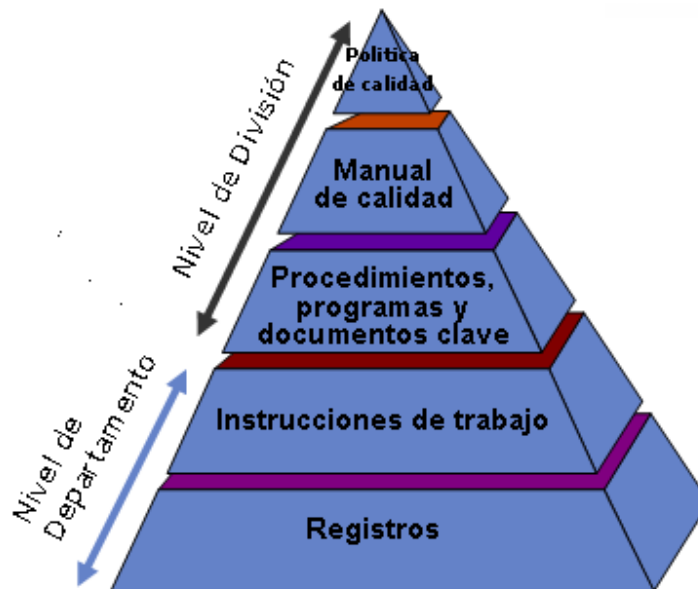 Politica
de calidad
Manual
de calidad
Procedimientos,
programas y
documentos clave
Instrucciones de trabajo
Registros
Nivel de División
Nivel de
Departamento